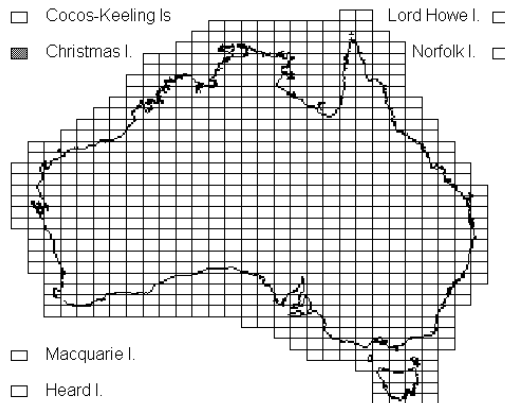 Cocos-Keeling Is
Lord Howe I.
Christmas I.
Norfolk I.
Macquarie I.
Heard I.